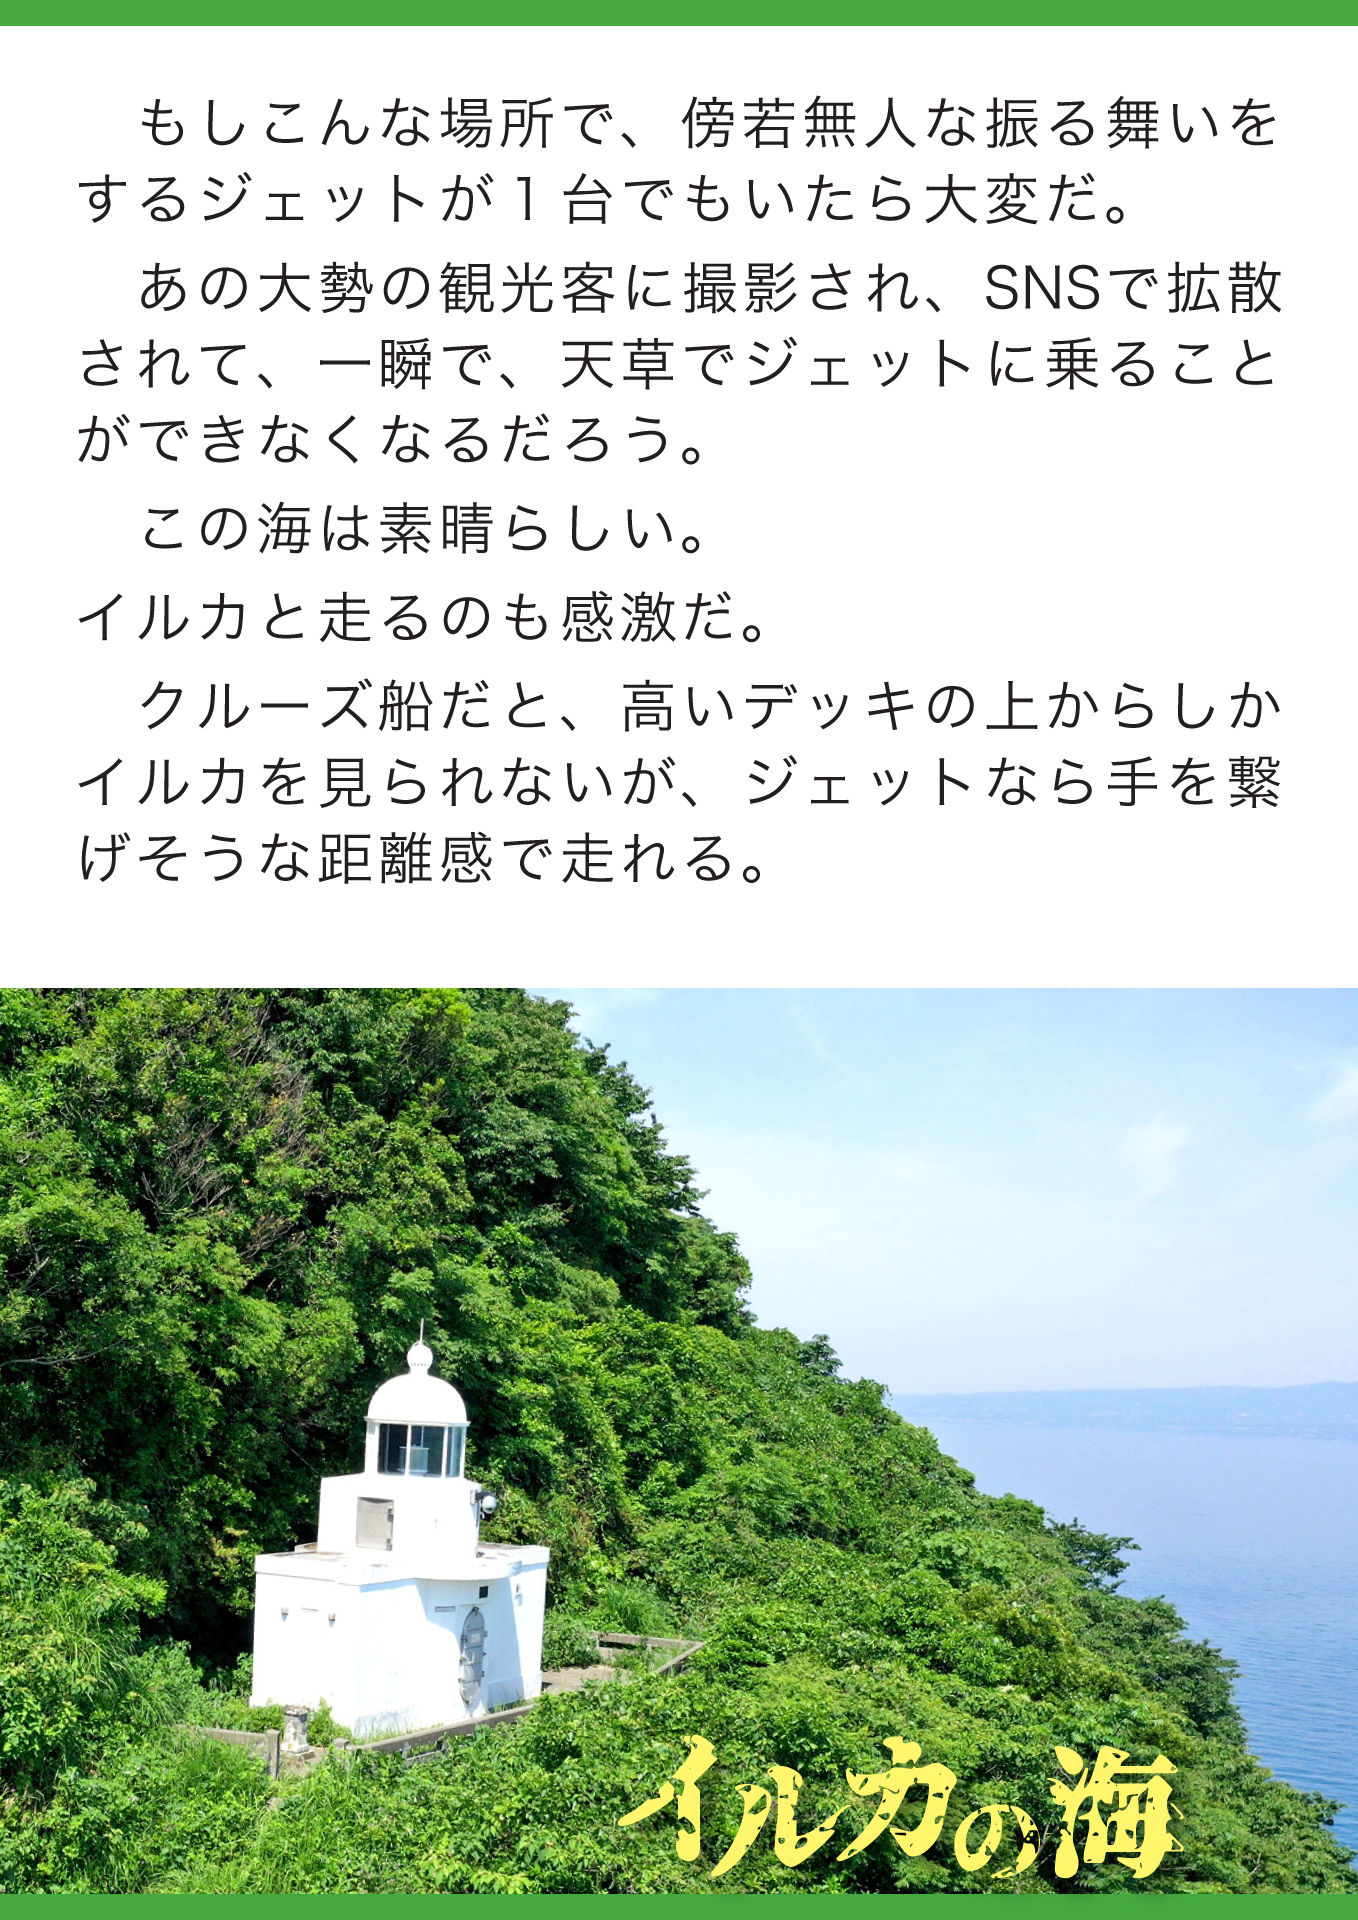 もしこんな場所で、傍若無人な振る舞いを
するジェットが１台でもいたら大変だ。
　あの大勢の観光客に撮影され、SNSで拡散
されて、一瞬で、天草でジェットに乗ること
ができなくなるだろう。
　この海は素晴らしい。
イルカと走るのも感激だ。
　クルーズ船だと、高いデッキの上からしか
イルカを見られないが、ジェットなら手を繋
げそうな距離感で走れる。
イルカの海